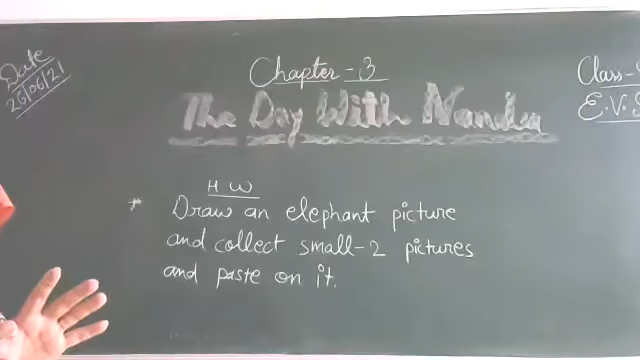 Date
26/06/21
Chapter - 3
Class-
E.V.S
The Day With Nandu
H W
* Draw an elephant picture
and collect small-2 pictures
and paste on it.